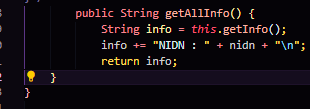 public String getAllInfo() {
String info = this.getInfo();
info += "NIDN : " + nidn + "\n";
return info;
}
}